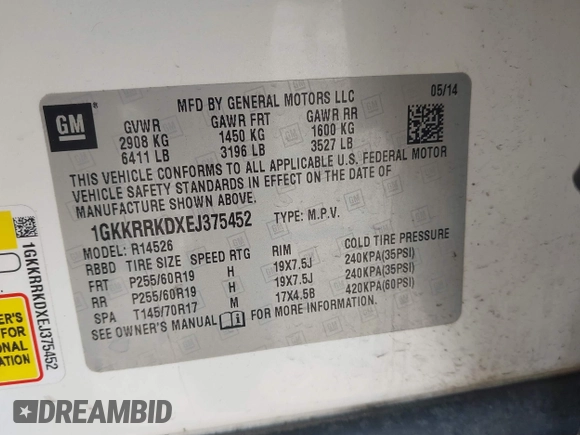 MFD BY GENERAL MOTORS LLC
05/14
GM
GVWR GAWR FRT GAWR RR
2908 KG 1450 KG 1600 KG
6411 LB 3196 LB 3527 LB
THIS VEHICLE CONFORMS TO ALL APPLICABLE U.S. FEDERAL MOTOR
VEHICLE SAFETY STANDARDS IN EFFECT ON THE DATE OF
MANUFACTURE SHOWN ABOVE.
1GKKRRKDXEJ375452 TYPE: M.P.V.
MODEL: R14526
RBBD TIRE SIZE SPEED RTG RIM COLD TIRE PRESSURE
FRT P255/60R19 H 19X7.5J 240KPA(35PSI)
RR P255/60R19 H 19X7.5J 240KPA(35PSI)
SPA T145/70R17 M 17X4.5B 420KPA(60PSI)
SEE OWNER'S MANUAL FOR MORE INFORMATION.
1GKKRRKDXEJ375452
ER'S
FOR
ONAL
ATION
DREAMBID